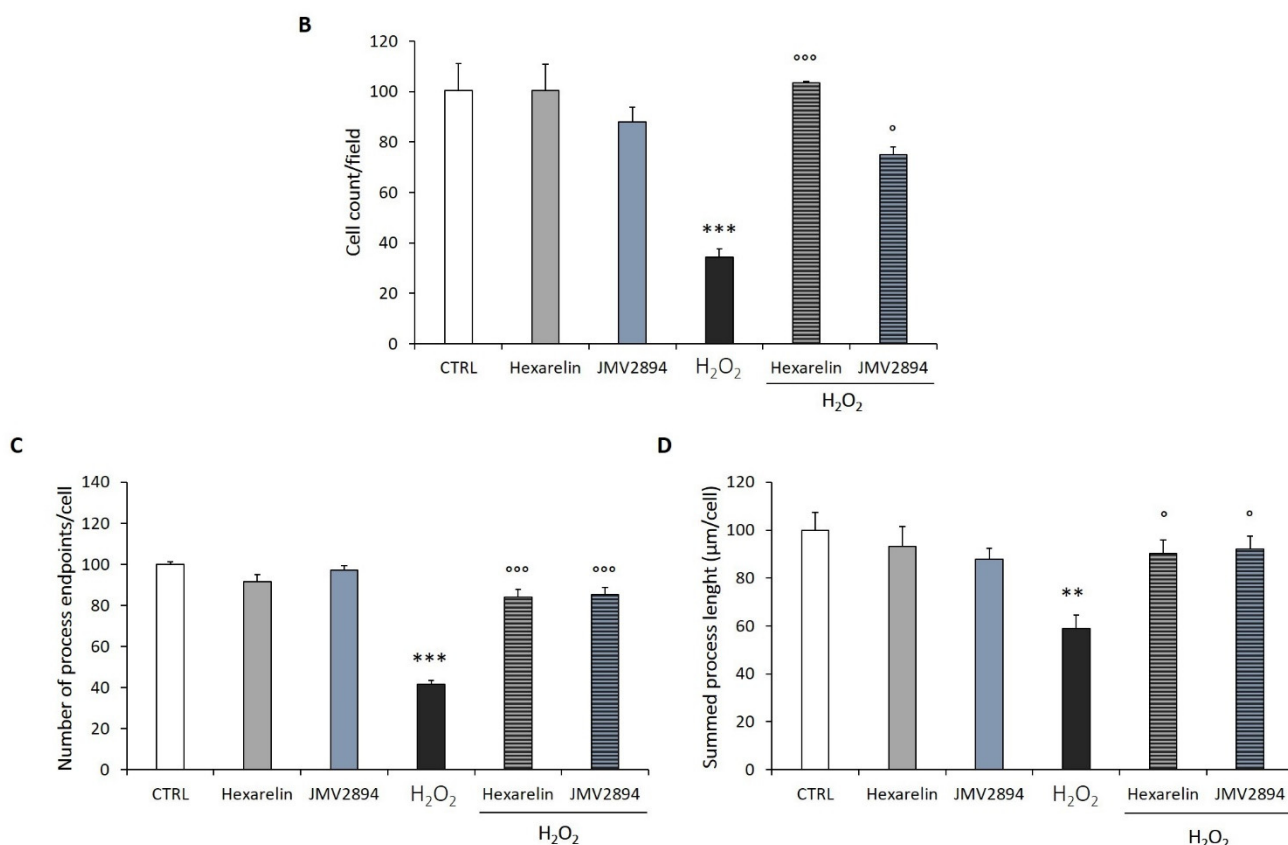 B
120
°°°
100
°
80
Cell count/field
60
***
40
20
0
CTRL Hexarelin JMV2894 H₂O₂ Hexarelin JMV2894
H₂O₂
C
140
120
Number of process endpoints/cell
100
°°° °°°
80
60
***
40
20
0
CTRL Hexarelin JMV2894 H₂O₂ Hexarelin JMV2894
H₂O₂
D
120
Summed process lenght (µm/cell)
100
° °
80
**
60
40
20
0
CTRL Hexarelin JMV2894 H₂O₂ Hexarelin JMV2894
H₂O₂